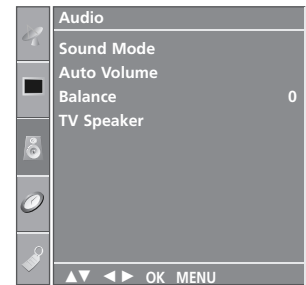 Audio
Sound Mode
Auto Volume
Balance 0
TV Speaker
▲▼ ◄► OK MENU